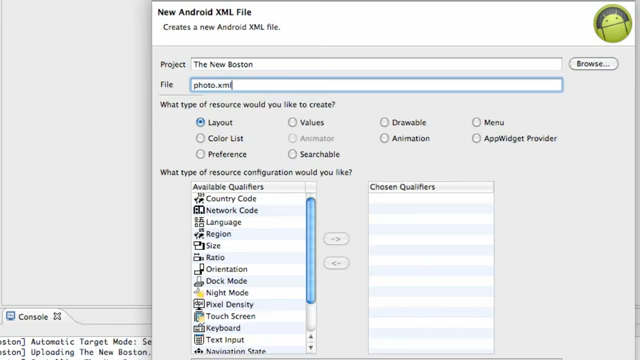 New Android XML File
Creates a new Android XML file.
Project The New Boston Browse...
File photo.xml
What type of resource would you like to create?
Layout Values Drawable Menu
Color List Animator Animation AppWidget Provider
Preference Searchable
What type of resource configuration would you like?
Available Qualifiers Chosen Qualifiers
Country Code
Network Code
Language
Region
Size
Ratio
Orientation
Dock Mode
Night Mode
Pixel Density
Touch Screen
Keyboard
Text Input
Navigation State
-> 
<-
Console
oston] Automatic Target Mode: Se
oston] Uploading The New Boston.